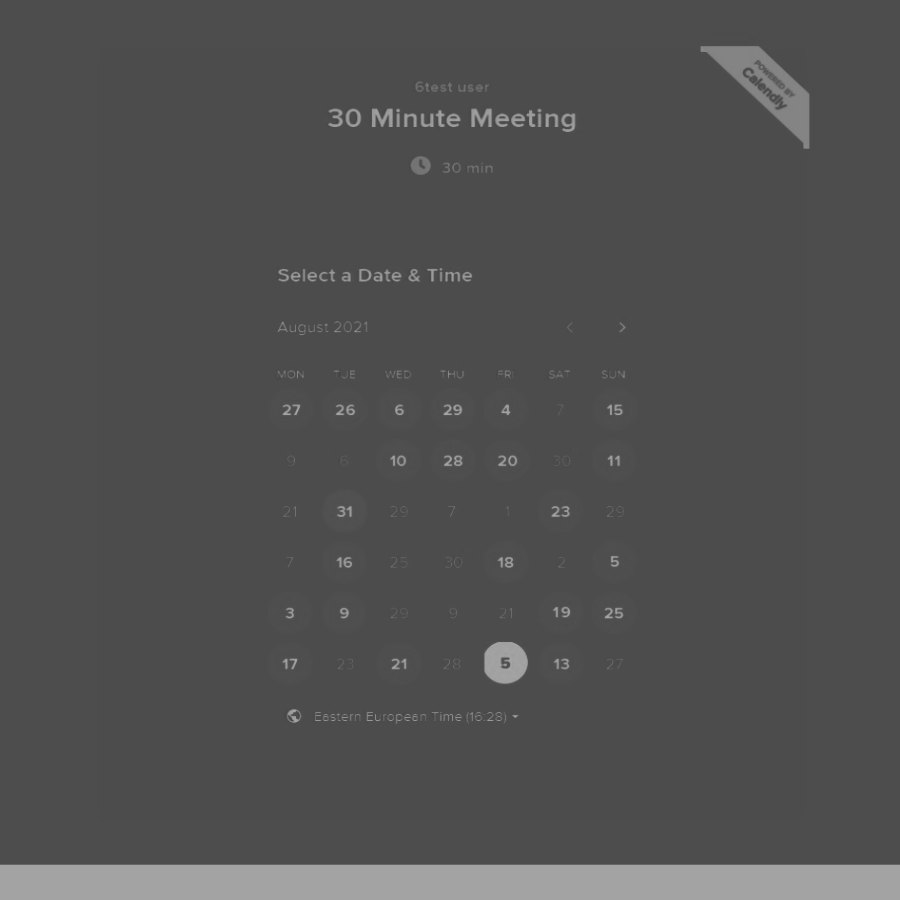 POWERED BY
Calendly
6test user
30 Minute Meeting
30 min
Select a Date & Time
August 2021
MON TUE WED THU FRI SAT SUN
27 26 6 29 4 7 15
9 10 28 20 30 11
21 31 29 7 1 23 29
7 16 25 30 18 2 5
3 9 29 9 21 19 25
17 23 21 28 5 13 27
Eastern European Time (16:28)